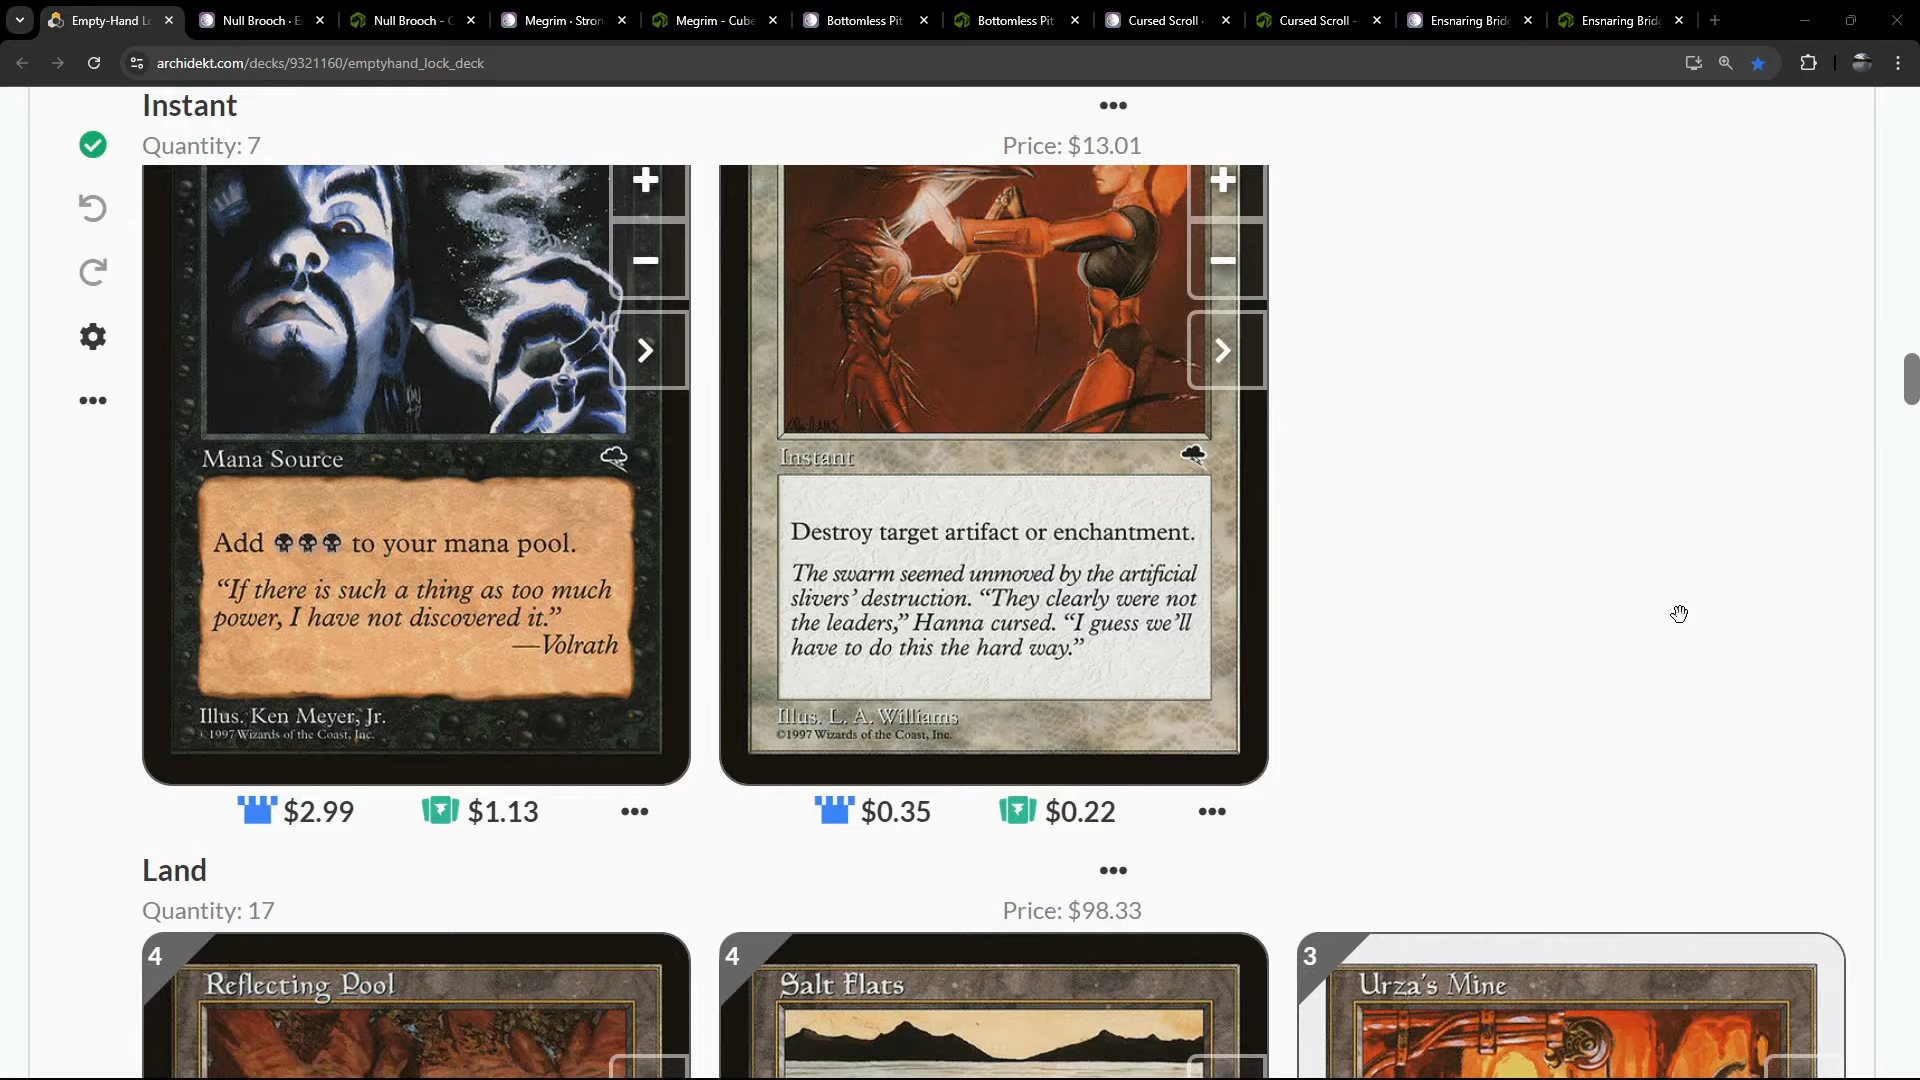 Empty-Hand Lo
Null Brooch · E
Null Brooch - C
Megrim · Stron
Megrim - Cube
Bottomless Pit
Bottomless Pit
Cursed Scroll ·
Cursed Scroll -
Ensnaring Bridg
Ensnaring Bridg
archidekt.com/decks/9321160/emptyhand_lock_deck
Instant
Quantity: 7
Price: $13.01
Mana Source
Add to your mana pool.
“If there is such a thing as too much
power, I have not discovered it.”
—Volrath
Illus. Ken Meyer, Jr.
©1997 Wizards of the Coast, Inc.
Instant
Destroy target artifact or enchantment.
The swarm seemed unmoved by the artificial
slivers’ destruction. “They clearly were not
the leaders,” Hanna cursed. “I guess we’ll
have to do this the hard way.”
Illus. L. A. Williams
©1997 Wizards of the Coast, Inc.
$2.99
$1.13
$0.35
$0.22
Land
Quantity: 17
Price: $98.33
4
Reflecting Pool
4
Salt Flats
3
Urza's Mine